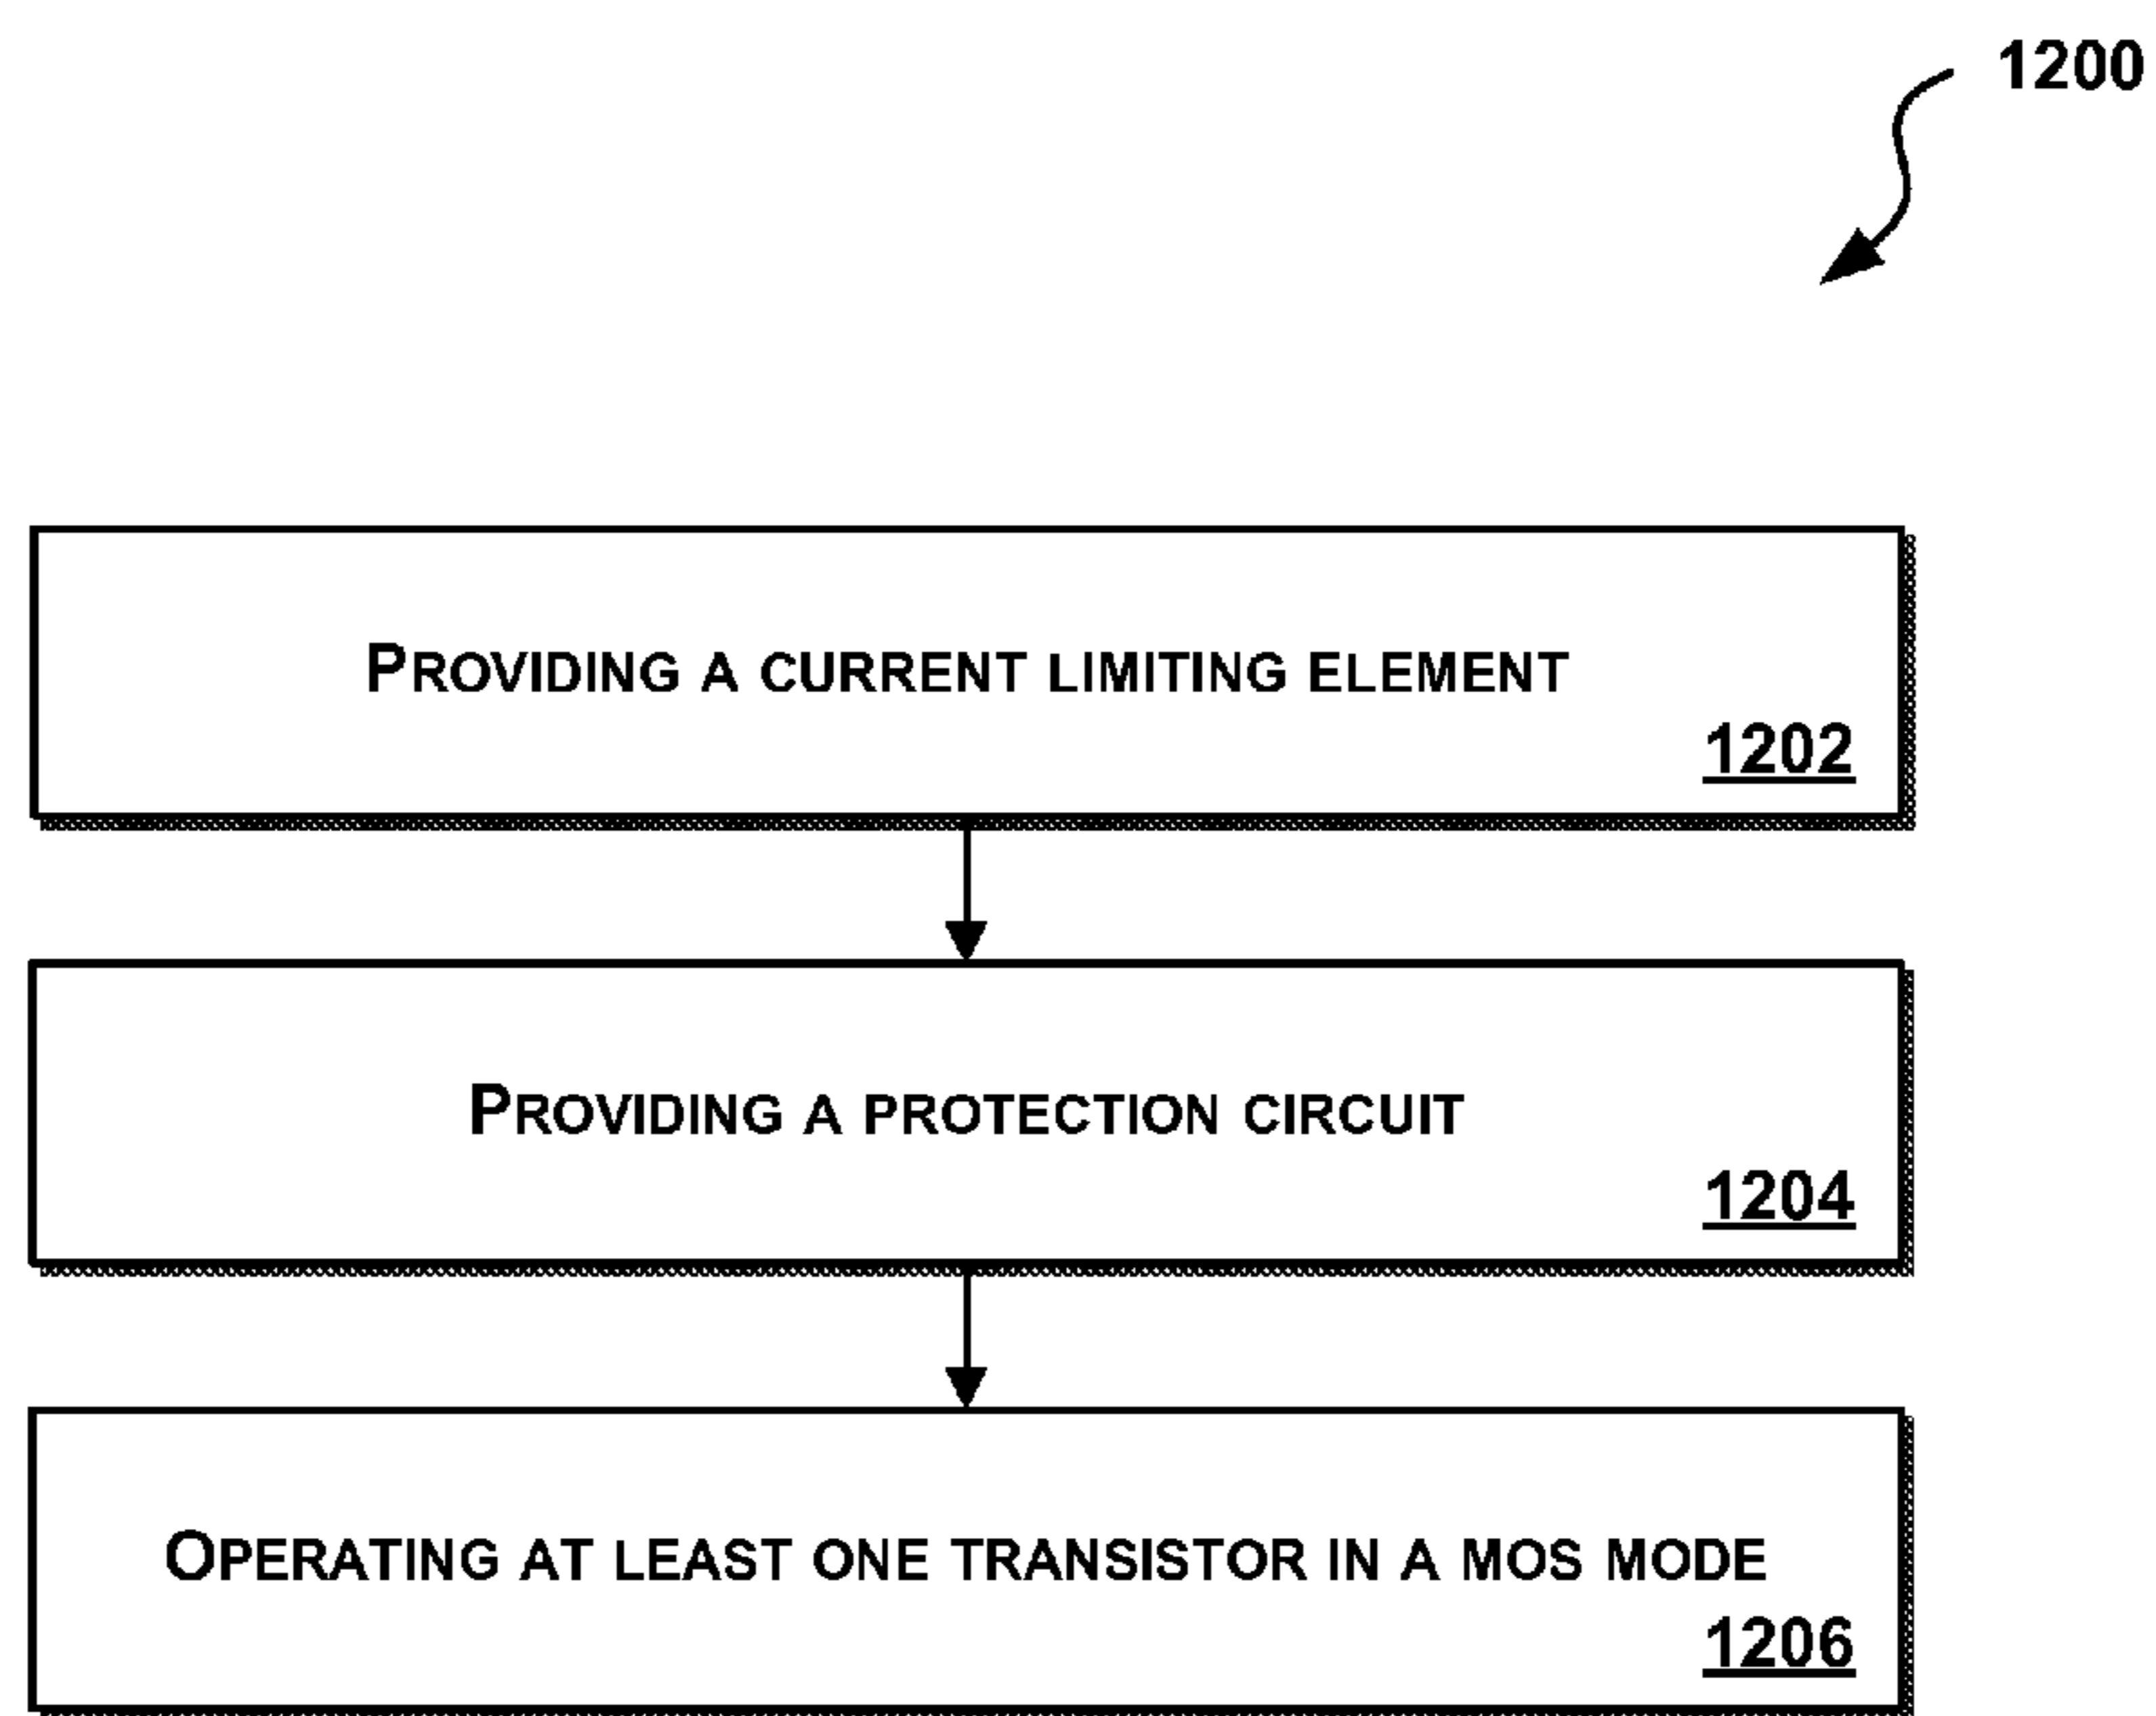 1200
PROVIDING A CURRENT LIMITING ELEMENT
1202
PROVIDING A PROTECTION CIRCUIT
1204
OPERATING AT LEAST ONE TRANSISTOR IN A MOS MODE
1206